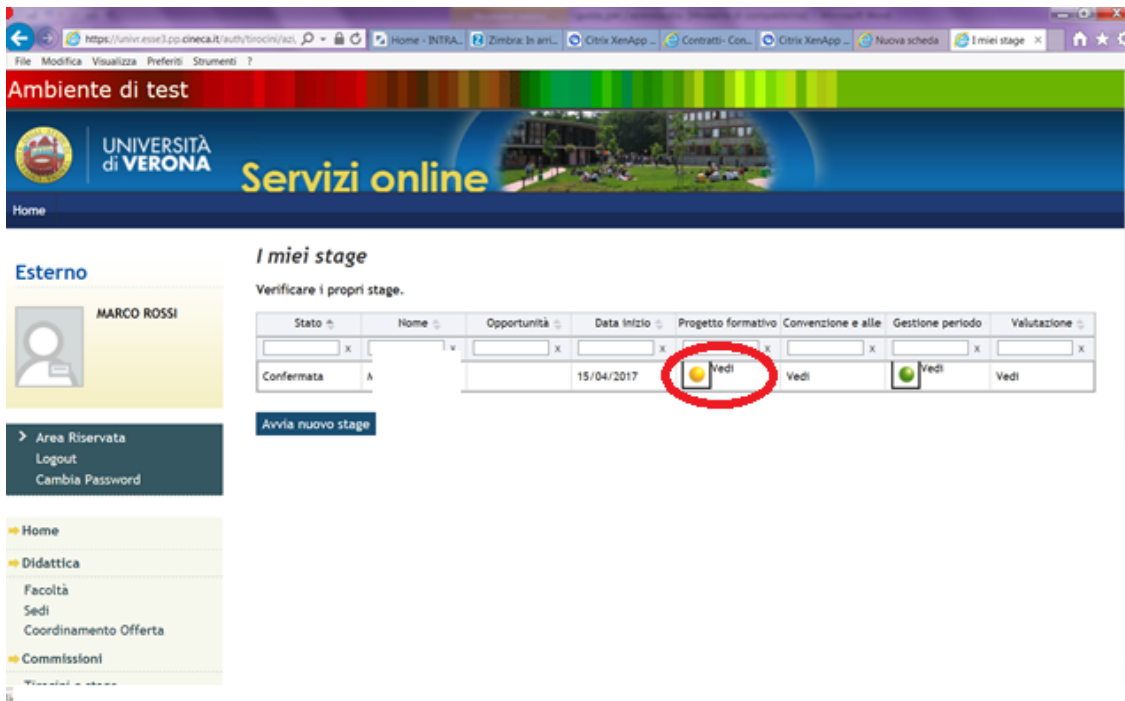 https://univr.esse3.pp.cineca.it/auth/tirocini/azi,
Home - INTRA...
Zimbra: In arri...
Citrix XenApp ...
Contratti- Con...
Citrix XenApp ...
Nuova scheda
I miei stage
File Modifica Visualizza Preferiti Strumenti ?
Ambiente di test
UNIVERSITÀ
di VERONA
Servizi online
Home
Esterno
MARCO ROSSI
> Area Riservata
Logout
Cambia Password
Home
Didattica
Facoltà
Sedi
Coordinamento Offerta
Commissioni
I miei stage
Verificare i propri stage.
Stato Nome Opportunità Data inizio Progetto formativo Convenzione e alle Gestione periodo Valutazione
x x x x x x x x
Confermata 15/04/2017 Vedi Vedi Vedi Vedi
Avvia nuovo stage